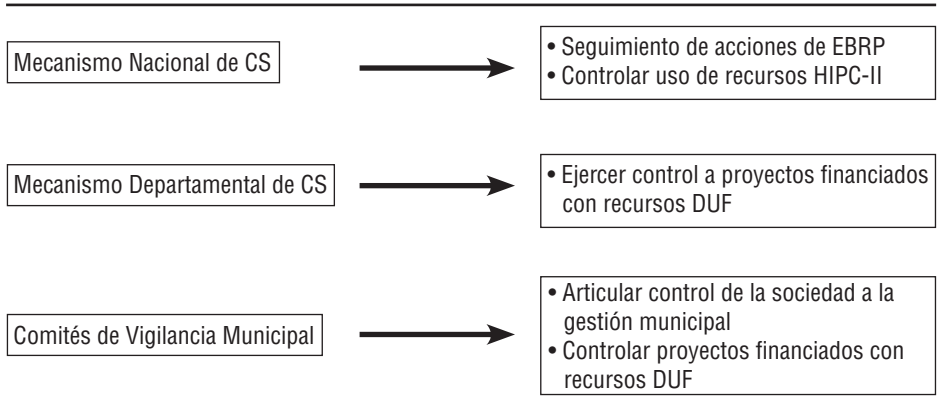 Mecanismo Nacional de CS
• Seguimiento de acciones de EBRP
• Controlar uso de recursos HIPC-II
Mecanismo Departamental de CS
• Ejercer control a proyectos financiados
con recursos DUF
Comités de Vigilancia Municipal
• Articular control de la sociedad a la
gestión municipal
• Controlar proyectos financiados con
recursos DUF